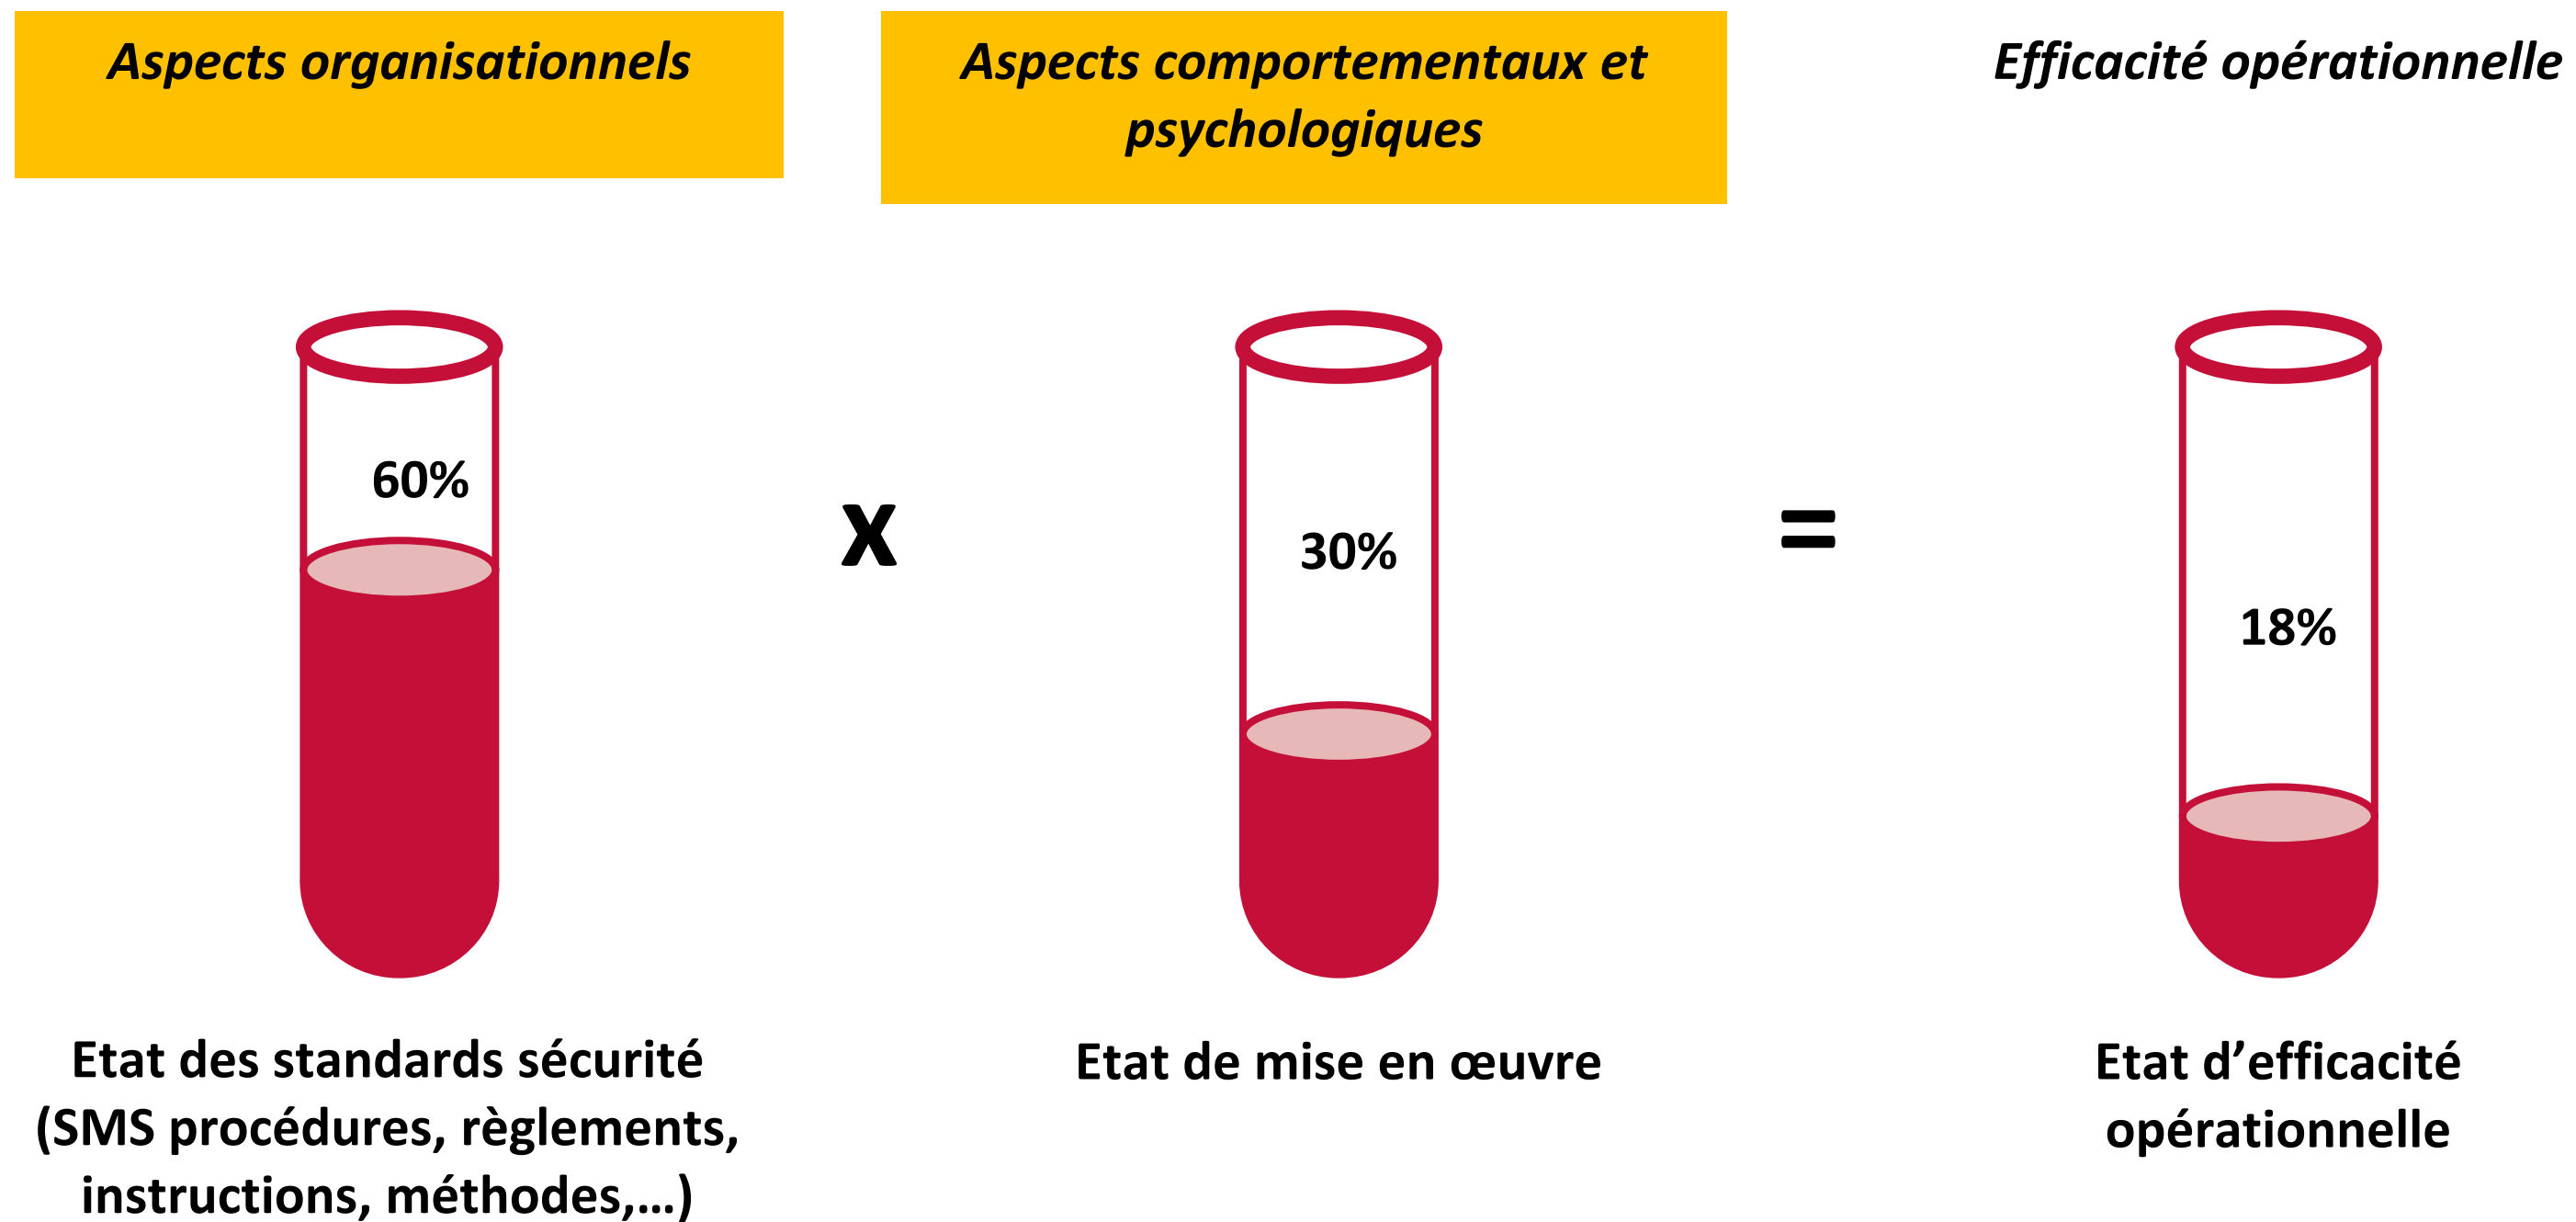 Aspects organisationnels
Aspects comportementaux et
psychologiques
Efficacité opérationnelle
60%
x
30%
=
18%
Etat des standards sécurité
(SMS procédures, règlements,
instructions, méthodes,...)
Etat de mise en œuvre
Etat d’efficacité
opérationnelle